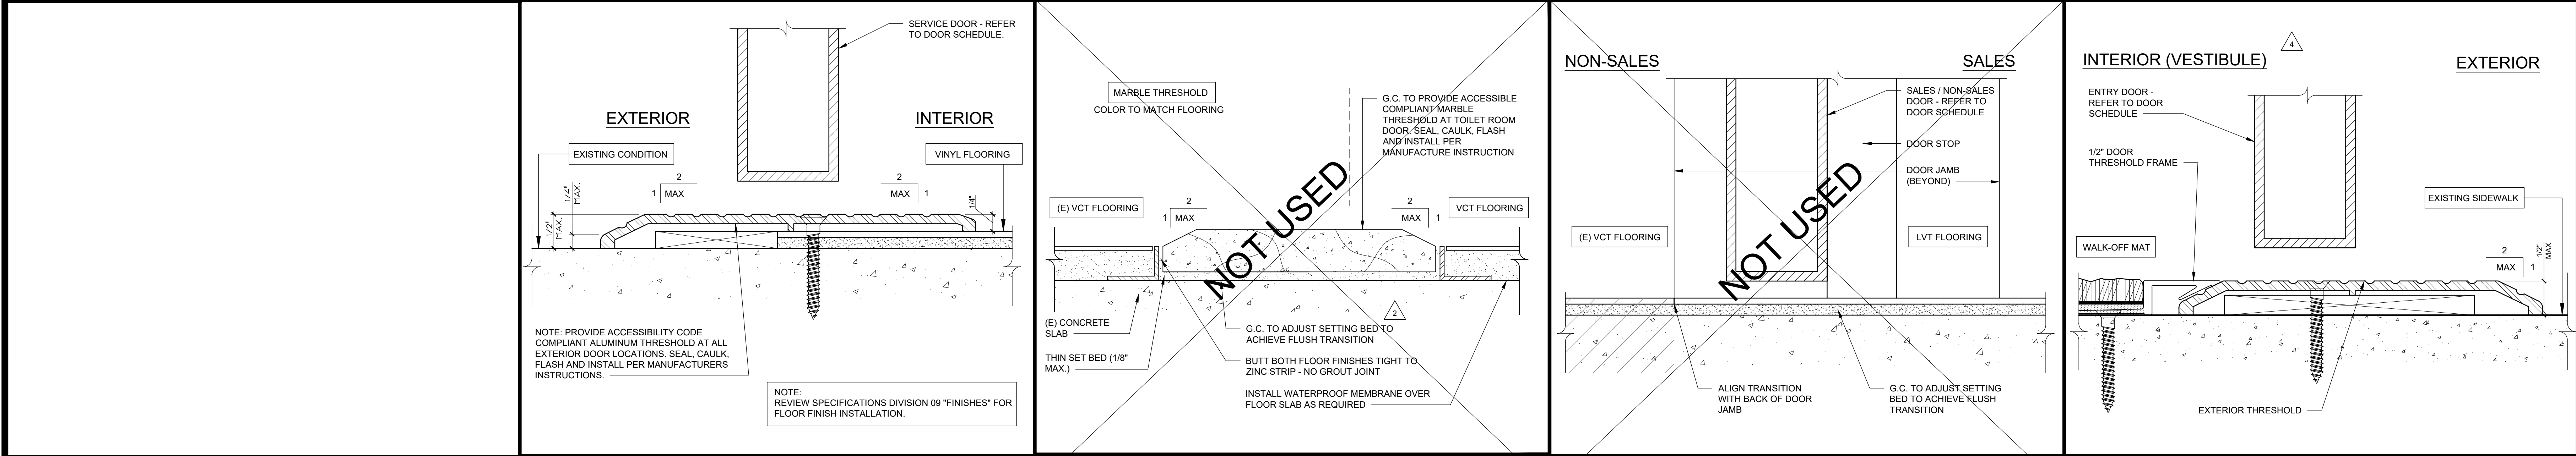 SERVICE DOOR - REFER
TO DOOR SCHEDULE.
EXTERIOR
INTERIOR
EXISTING CONDITION
VINYL FLOORING
2
1 MAX
2
MAX 1
1/4"
MAX.
1/2"
MAX.
1/4"
NOTE: PROVIDE ACCESSIBILITY CODE
COMPLIANT ALUMINUM THRESHOLD AT ALL
EXTERIOR DOOR LOCATIONS. SEAL, CAULK,
FLASH AND INSTALL PER MANUFACTURERS
INSTRUCTIONS.
NOTE:
REVIEW SPECIFICATIONS DIVISION 09 "FINISHES" FOR
FLOOR FINISH INSTALLATION.
MARBLE THRESHOLD
COLOR TO MATCH FLOORING
G.C. TO PROVIDE ACCESSIBLE
COMPLIANT MARBLE
THRESHOLD AT TOILET ROOM
DOOR. SEAL, CAULK, FLASH
AND INSTALL PER
MANUFACTURE INSTRUCTION
(E) VCT FLOORING
2
1 MAX
2
MAX 1
VCT FLOORING
NOT USED
2
(E) CONCRETE
SLAB
THIN SET BED (1/8"
MAX.)
G.C. TO ADJUST SETTING BED TO
ACHIEVE FLUSH TRANSITION
BUTT BOTH FLOOR FINISHES TIGHT TO
ZINC STRIP - NO GROUT JOINT
INSTALL WATERPROOF MEMBRANE OVER
FLOOR SLAB AS REQUIRED
NON-SALES
SALES
SALES / NON-SALES
DOOR - REFER TO
DOOR SCHEDULE
DOOR STOP
DOOR JAMB
(BEYOND)
(E) VCT FLOORING
LVT FLOORING
NOT USED
ALIGN TRANSITION
WITH BACK OF DOOR
JAMB
G.C. TO ADJUST SETTING
BED TO ACHIEVE FLUSH
TRANSITION
4
INTERIOR (VESTIBULE)
EXTERIOR
ENTRY DOOR -
REFER TO DOOR
SCHEDULE
1/2" DOOR
THRESHOLD FRAME
EXISTING SIDEWALK
WALK-OFF MAT
2
MAX 1
1/2"
MAX
EXTERIOR THRESHOLD